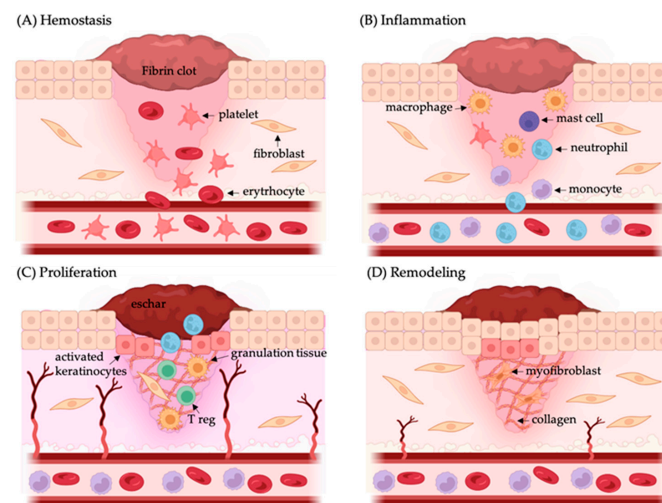 (A) Hemostasis
Fibrin clot
platelet
fibroblast
erytrhocyte
(B) Inflammation
macrophage
mast cell
neutrophil
monocyte
(C) Proliferation
eschar
activated
keratinocytes
granulation tissue
T reg
(D) Remodeling
myofibroblast
collagen